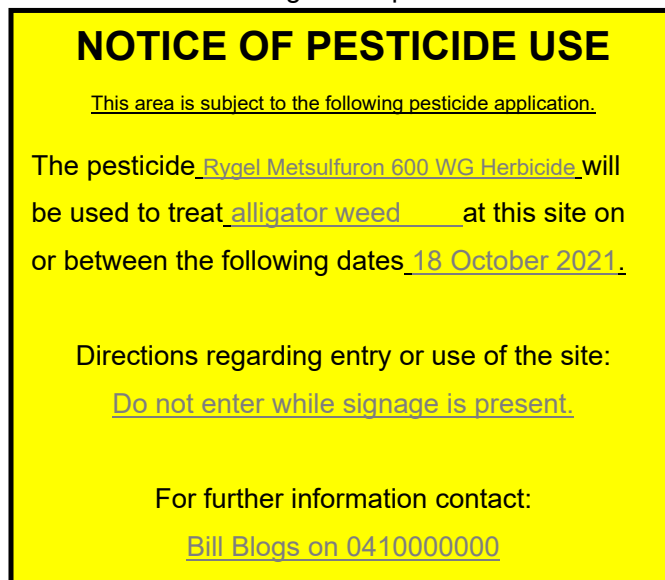 NOTICE OF PESTICIDE USE
This area is subject to the following pesticide application.
The pesticide Rygel Metsulfuron 600 WG Herbicide will
be used to treat alligator weed at this site on
or between the following dates 18 October 2021.
Directions regarding entry or use of the site:
Do not enter while signage is present.
For further information contact:
Bill Blogs on 0410000000